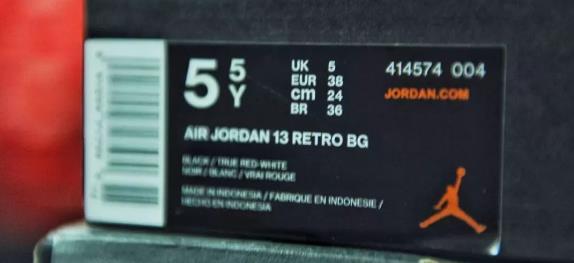 5 5 Y
UK 5
EUR 38
cm 24
BR 36
414574 004
JORDAN.COM
AIR JORDAN 13 RETRO BG
BLACK / TRUE RED-WHITE
NOIR / BLANC / VRAI ROUGE
MADE IN INDONESIA / FABRIQUE EN INDONESIE /
HECHO EN INDONESIA